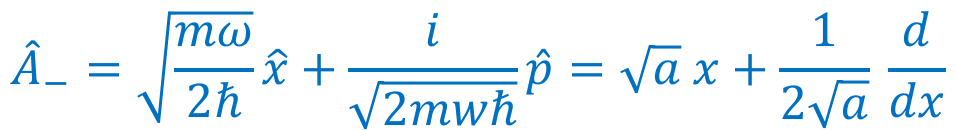 Â₋ = √(mω/2ħ) x̂ + i/√(2mwħ) p̂ = √a x + 1/(2√a) d/dx